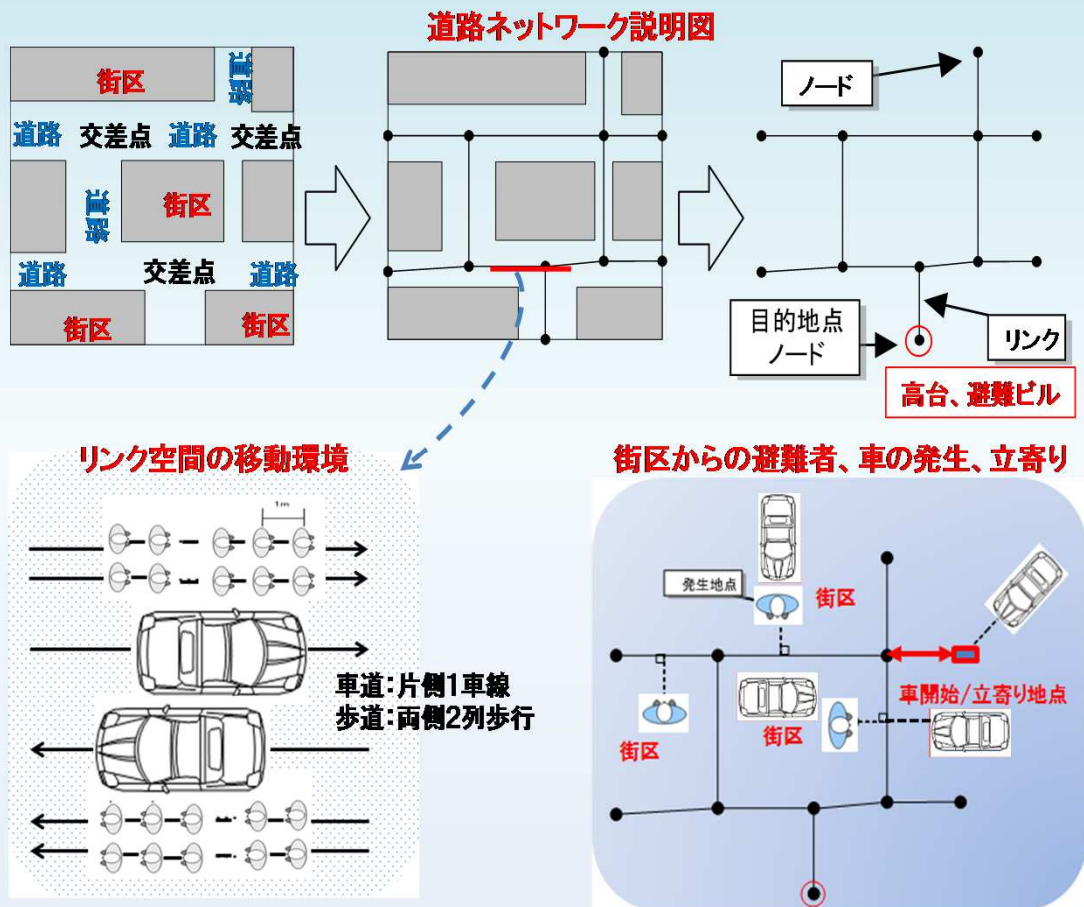 道路ネットワーク説明図
街区
道路
道路
交差点
道路
交差点
道路
街区
道路
交差点
道路
街区
街区
ノード
目的地点
ノード
リンク
高台、避難ビル
リンク空間の移動環境
1m
車道:片側1車線
歩道:両側2列歩行
街区からの避難者、車の発生、立寄り
発生地点
街区
車開始/立寄り地点
街区
街区